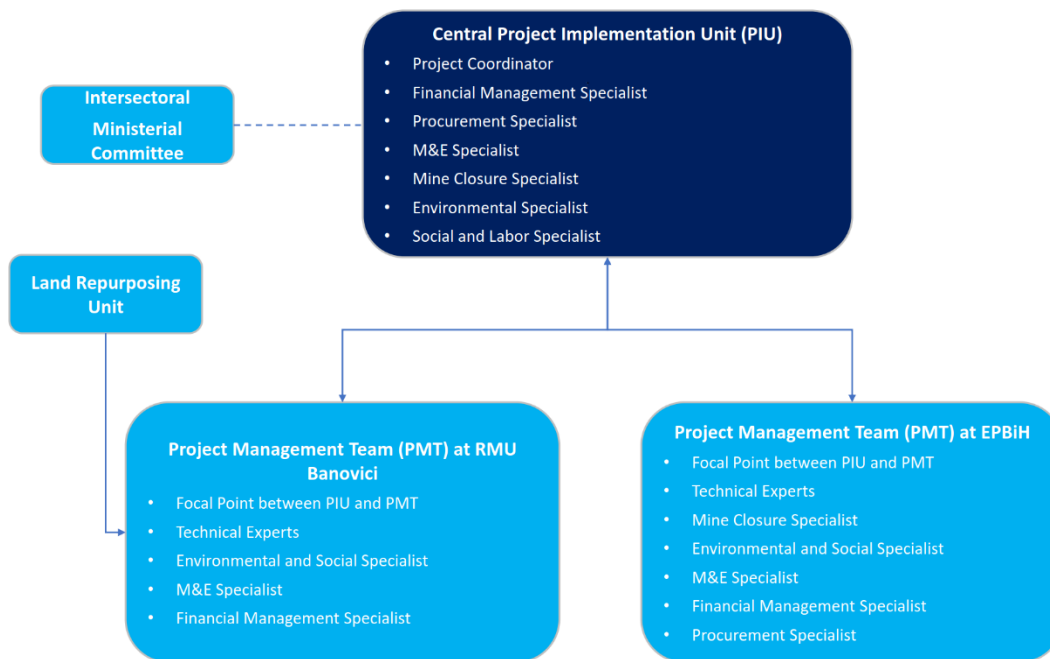 Central Project Implementation Unit (PIU)
• Project Coordinator
• Financial Management Specialist
• Procurement Specialist
• M&E Specialist
• Mine Closure Specialist
• Environmental Specialist
• Social and Labor Specialist
Intersectoral
Ministerial
Committee
Land Repurposing
Unit
Project Management Team (PMT) at RMU
Banovici
• Focal Point between PIU and PMT
• Technical Experts
• Environmental and Social Specialist
• M&E Specialist
• Financial Management Specialist
Project Management Team (PMT) at EPBiH
• Focal Point between PIU and PMT
• Technical Experts
• Mine Closure Specialist
• Environmental and Social Specialist
• M&E Specialist
• Financial Management Specialist
• Procurement Specialist